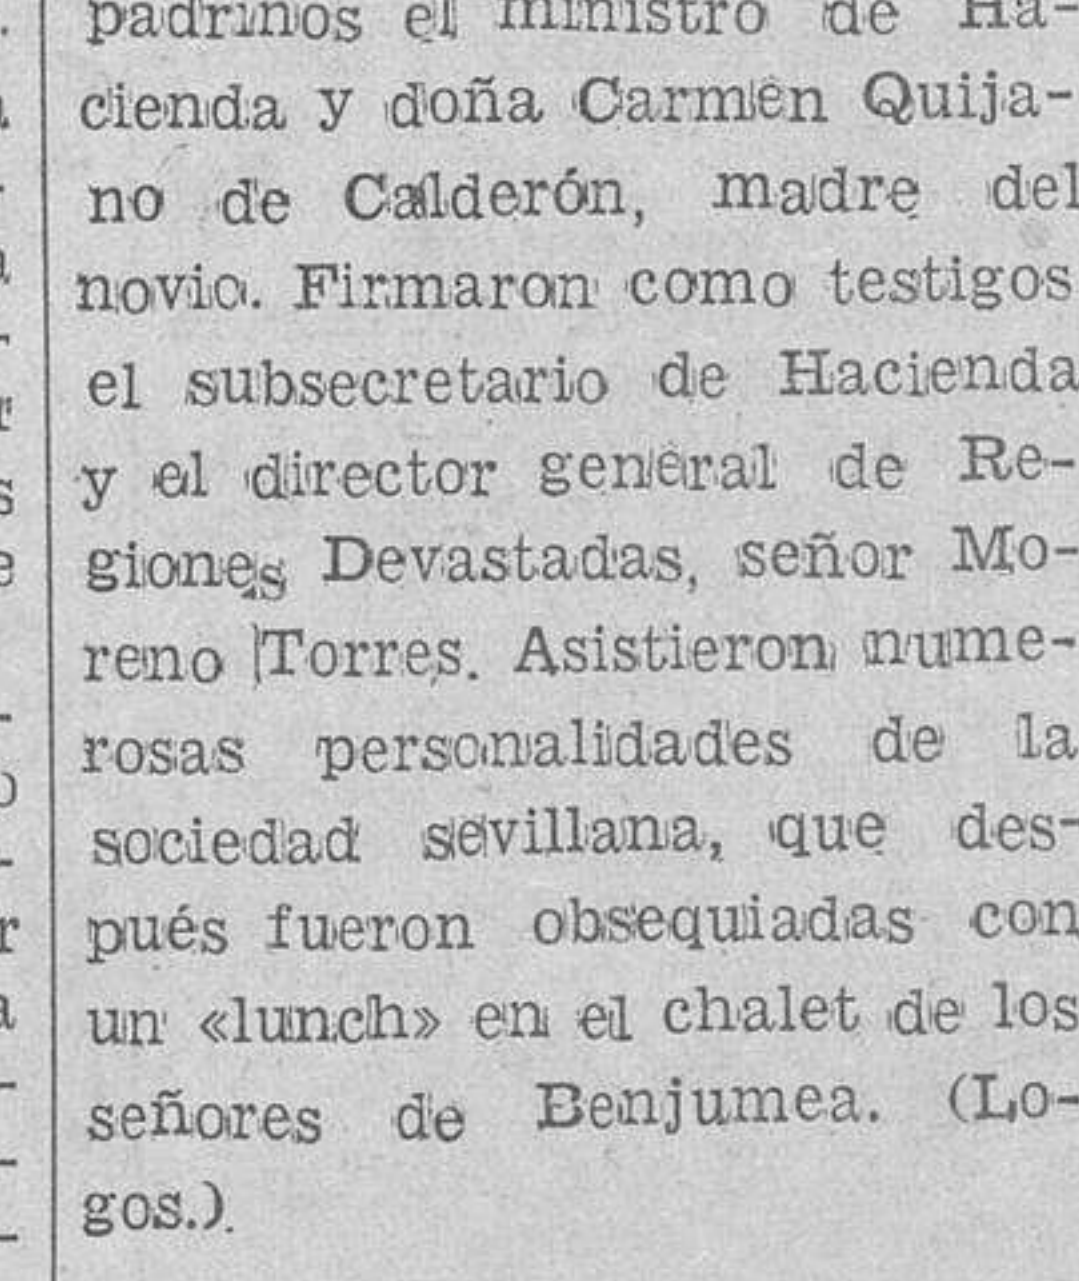 padrinos el ministro de Ha-
cienda y doña Carmen Quija-
no de Calderón, madre del
novio. Firmaron como testigos
el subsecretario de Hacienda
y el director general de Re-
giones Devastadas, señor Mo-
reno Torres. Asistieron nume-
rosas personalidades de la
sociedad sevillana, que des-
pués fueron obsequiadas con
un «lunch» en el chalet de los
señores de Benjumea. (Lo-
gos.).